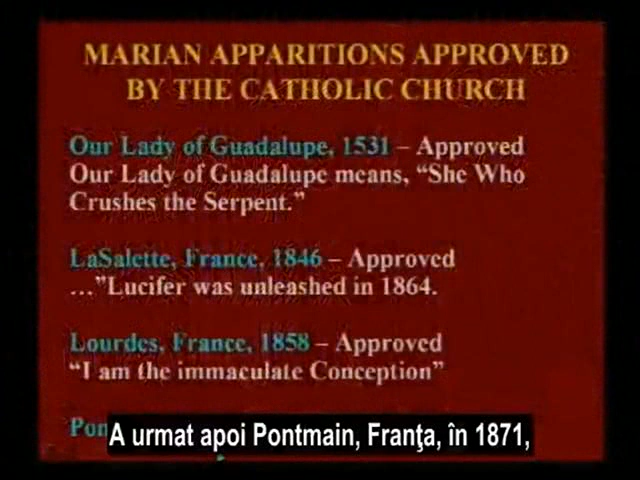 MARIAN APPARITIONS APPROVED
BY THE CATHOLIC CHURCH
Our Lady of Guadalupe, 1531 – Approved
Our Lady of Guadalupe means, “She Who
Crushes the Serpent.”
LaSalette, France, 1846 – Approved
…”Lucifer was unleashed in 1864.
Lourdes, France, 1858 – Approved
“I am the immaculate Conception”
Pon
A urmat apoi Pontmain, Franţa, în 1871,